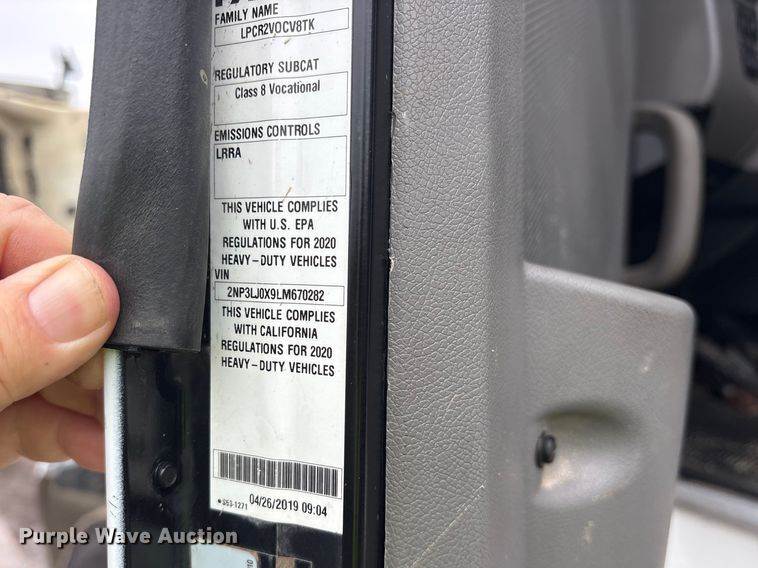 FAMILY NAME
LPCR2VOCV8TK
REGULATORY SUBCAT
Class 8 Vocational
EMISSIONS CONTROLS
LRRA
THIS VEHICLE COMPLIES
WITH U.S. EPA
REGULATIONS FOR 2020
HEAVY-DUTY VEHICLES
VIN
2NP3LJ0X9LM670282
THIS VEHICLE COMPLIES
WITH CALIFORNIA
REGULATIONS FOR 2020
HEAVY-DUTY VEHICLES
04/26/2019 09:04
Purple Wave Auction